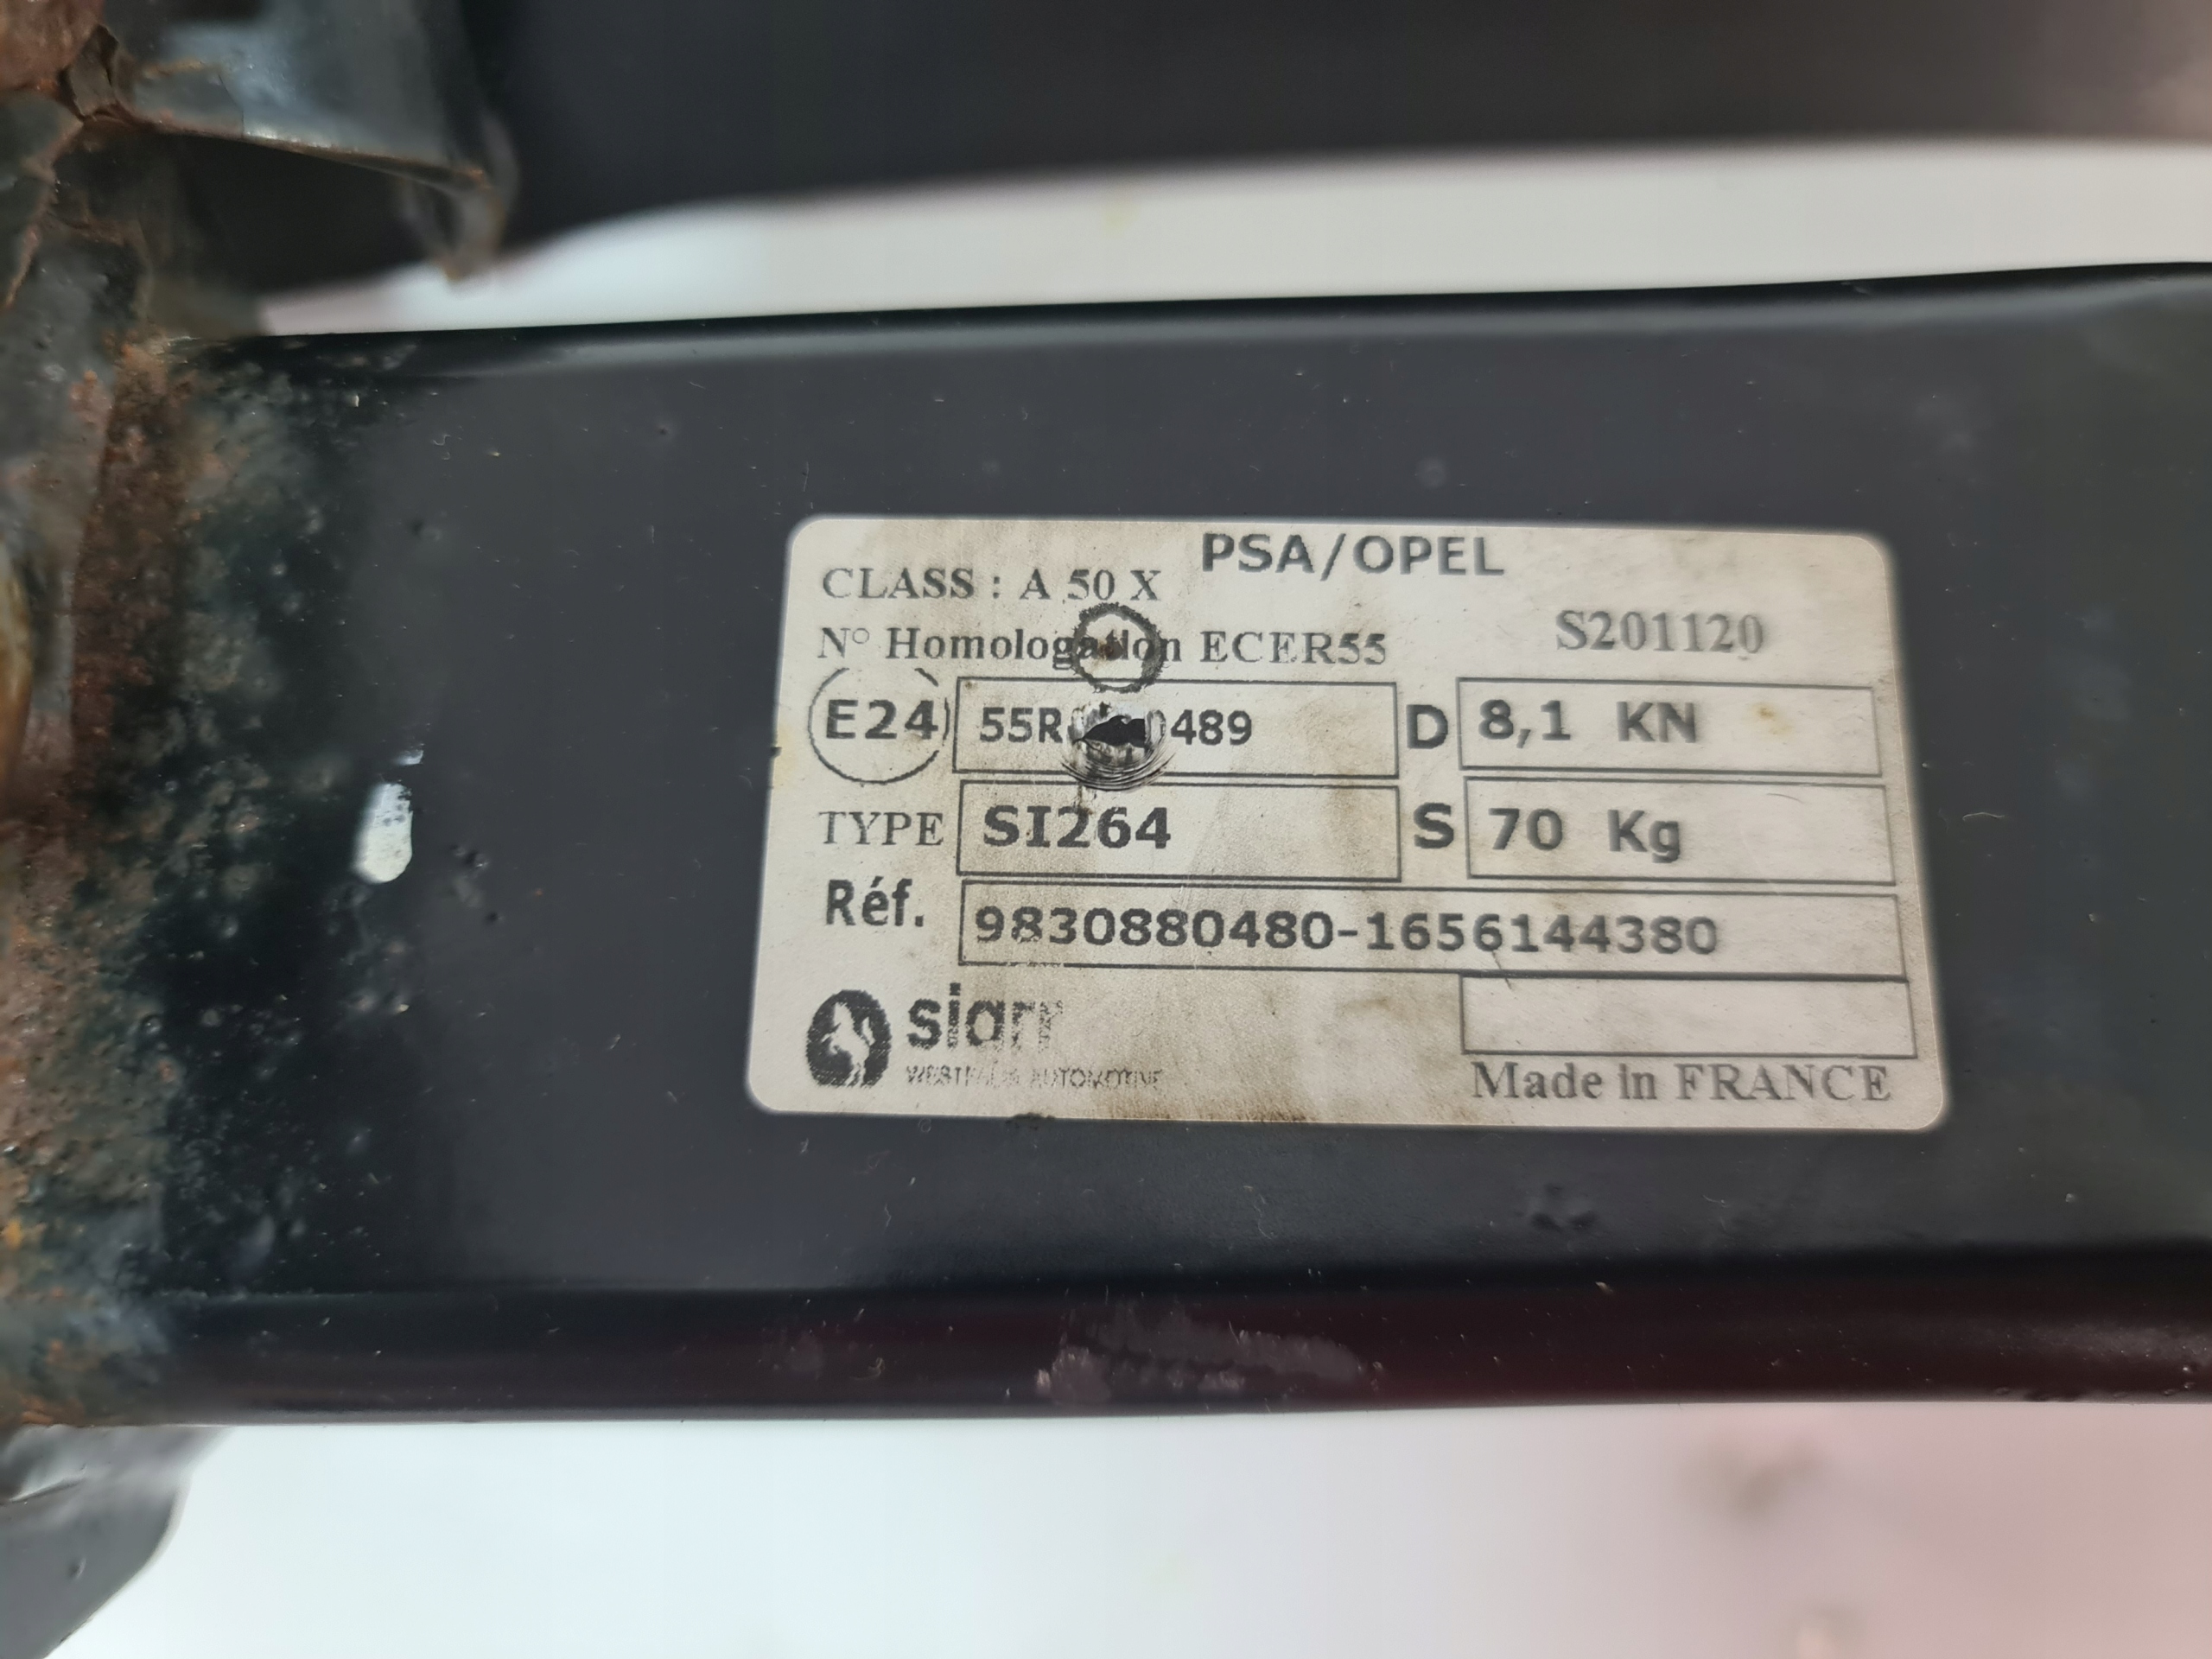 PSA/OPEL
CLASS : A 50 X
N° Homologation ECER55
S201120
E24
D 8,1 KN
TYPE SI264
S 70 Kg
Réf. 9830880480-1656144380
siarr
AUTOMOTIVE
Made in FRANCE